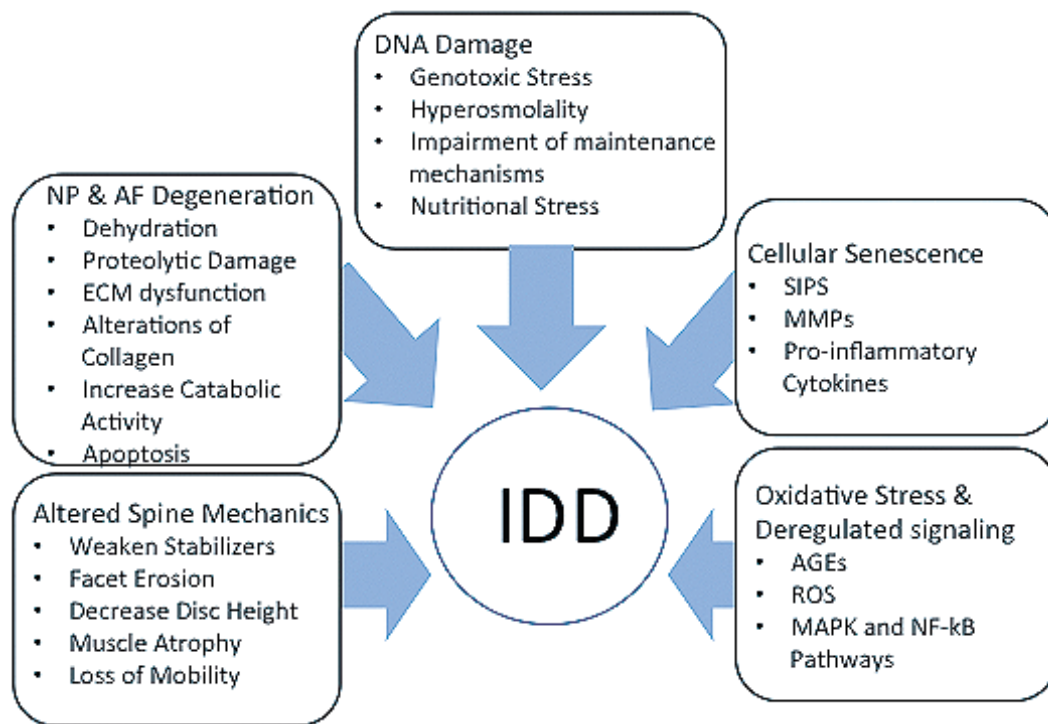 DNA Damage
• Genotoxic Stress
• Hyperosmolality
• Impairment of maintenance
mechanisms
• Nutritional Stress
NP & AF Degeneration
• Dehydration
• Proteolytic Damage
• ECM dysfunction
• Alterations of
Collagen
• Increase Catabolic
Activity
• Apoptosis
Cellular Senescence
• SIPS
• MMPs
• Pro-inflammatory
Cytokines
IDD
Altered Spine Mechanics
• Weaken Stabilizers
• Facet Erosion
• Decrease Disc Height
• Muscle Atrophy
• Loss of Mobility
Oxidative Stress &
Deregulated signaling
• AGEs
• ROS
• MAPK and NF-kB
Pathways